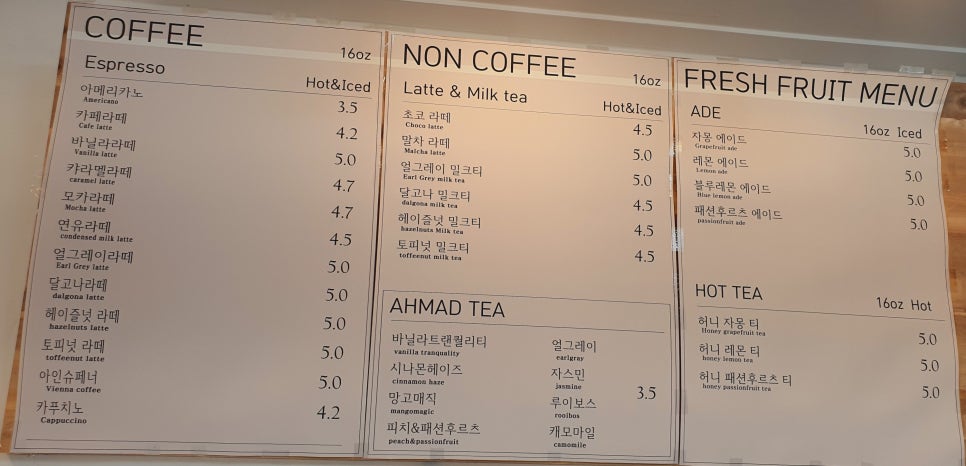 COFFEE
16oz
Espresso
Hot&Iced
아메리카노 3.5
Americano
카페라떼 4.2
Cafe latte
바닐라라떼 5.0
Vanilla latte
캬라멜라떼 4.7
caramel latte
모카라떼 4.7
Mocha latte
연유라떼 4.5
condensed milk latte
얼그레이라떼 5.0
Earl Grey latte
달고나라떼 5.0
dalgona latte
헤이즐넛 라떼 5.0
hazelnuts latte
토피넛 라떼 5.0
toffeenut latte
아인슈페너 5.0
Vienna coffee
카푸치노 4.2
Cappuccino
NON COFFEE
16oz
Latte & Milk tea
Hot&Iced
초코 라떼 4.5
Choco latte
말차 라떼 5.0
Malcha latte
얼그레이 밀크티 5.0
Earl Grey milk tea
달고나 밀크티 4.5
dalgona milk tea
헤이즐넛 밀크티 4.5
hazelnuts Milk tea
토피넛 밀크티 4.5
toffeenut milk tea
AHMAD TEA
바닐라트랜퀼리티 얼그레이
vanilla tranquality earlgray
시나몬헤이즈 자스민
cinnamon haze jasmine
3.5
망고매직 루이보스
mangomagic rooibos
피치&패션후르츠 캐모마일
peach&passionfruit camomile
FRESH FRUIT MENU
ADE
16oz Iced
자몽 에이드 5.0
Grapefruit ade
레몬 에이드 5.0
Lemon ade
블루레몬 에이드 5.0
Blue lemon ade
패션후르츠 에이드 5.0
passionfruit ade
HOT TEA
16oz Hot
허니 자몽 티 5.0
Honey grapefruit tea
허니 레몬 티 5.0
honey lemon tea
허니 패션후르츠 티 5.0
honey passionfruit tea